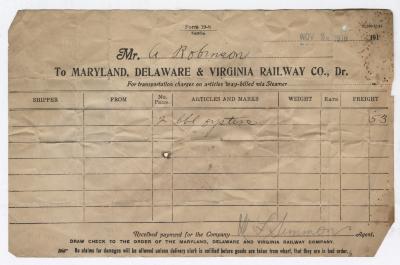 Form 19-S
NOV 1916 191
Mr. A Robinson
To MARYLAND, DELAWARE & VIRGINIA RAILWAY CO., Dr.
For transportation charges on articles way-billed via Steamer
SHIPPER FROM No. Pieces ARTICLES AND MARKS WEIGHT Rate FREIGHT
2 bbl oysters 53
Received payment for the Company W L Simmons Agent.
DRAW CHECK TO THE ORDER OF THE MARYLAND, DELAWARE AND VIRGINIA RAILWAY COMPANY.
No claims for damages will be allowed unless delivery clerk is notified before goods are taken from wharf, that they are in bad order.